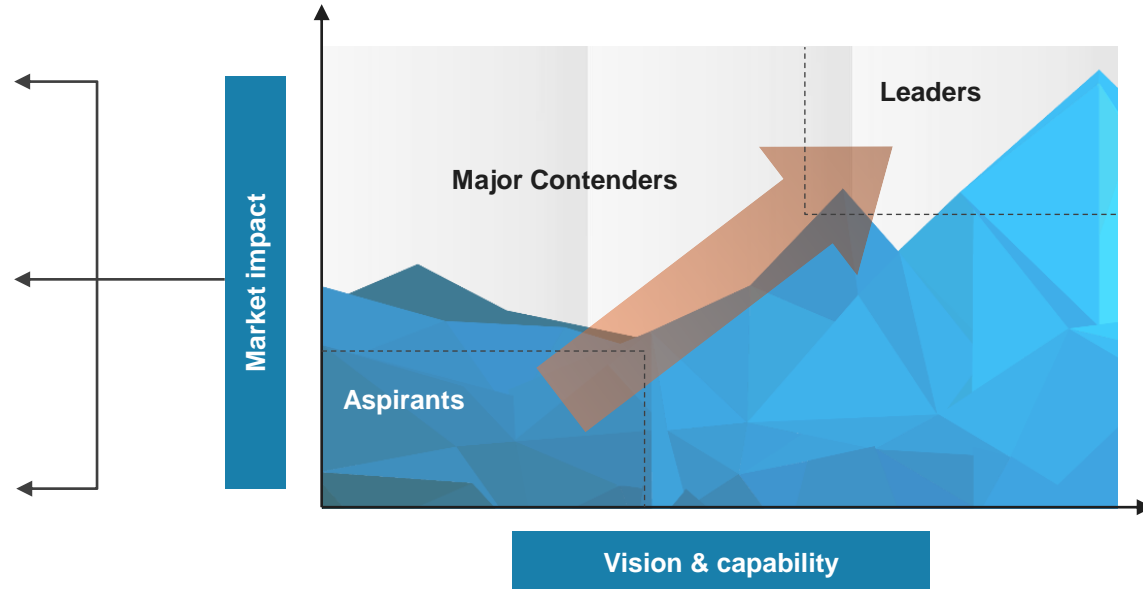 Leaders
Major Contenders
Market impact
Aspirants
Vision & capability